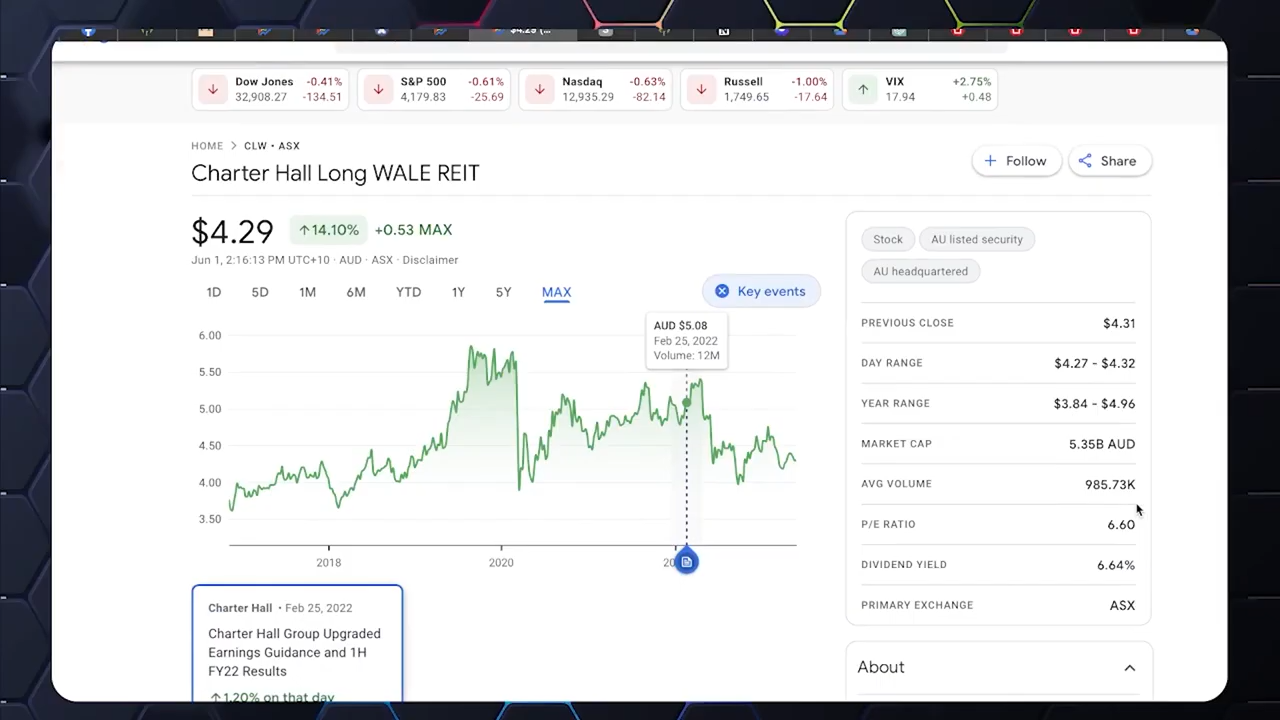 $4.29 (...
Dow Jones -0.41%
32,908.27 -134.51
S&P 500 -0.61%
4,179.83 -25.69
Nasdaq -0.63%
12,935.29 -82.14
Russell -1.00%
1,749.65 -17.64
VIX +2.75%
17.94 +0.48
HOME > CLW • ASX
Charter Hall Long WALE REIT
+ Follow
Share
$4.29 ↑14.10% +0.53 MAX
Jun 1, 2:16:13 PM UTC+10 · AUD · ASX · Disclaimer
1D 5D 1M 6M YTD 1Y 5Y MAX
Key events
AUD $5.08
Feb 25, 2022
Volume: 12M
6.00
5.50
5.00
4.50
4.00
3.50
2018 2020
Charter Hall • Feb 25, 2022
Charter Hall Group Upgraded
Earnings Guidance and 1H
FY22 Results
↑1.20% on that day
Stock AU listed security
AU headquartered
PREVIOUS CLOSE $4.31
DAY RANGE $4.27 - $4.32
YEAR RANGE $3.84 - $4.96
MARKET CAP 5.35B AUD
AVG VOLUME 985.73K
P/E RATIO 6.60
DIVIDEND YIELD 6.64%
PRIMARY EXCHANGE ASX
About